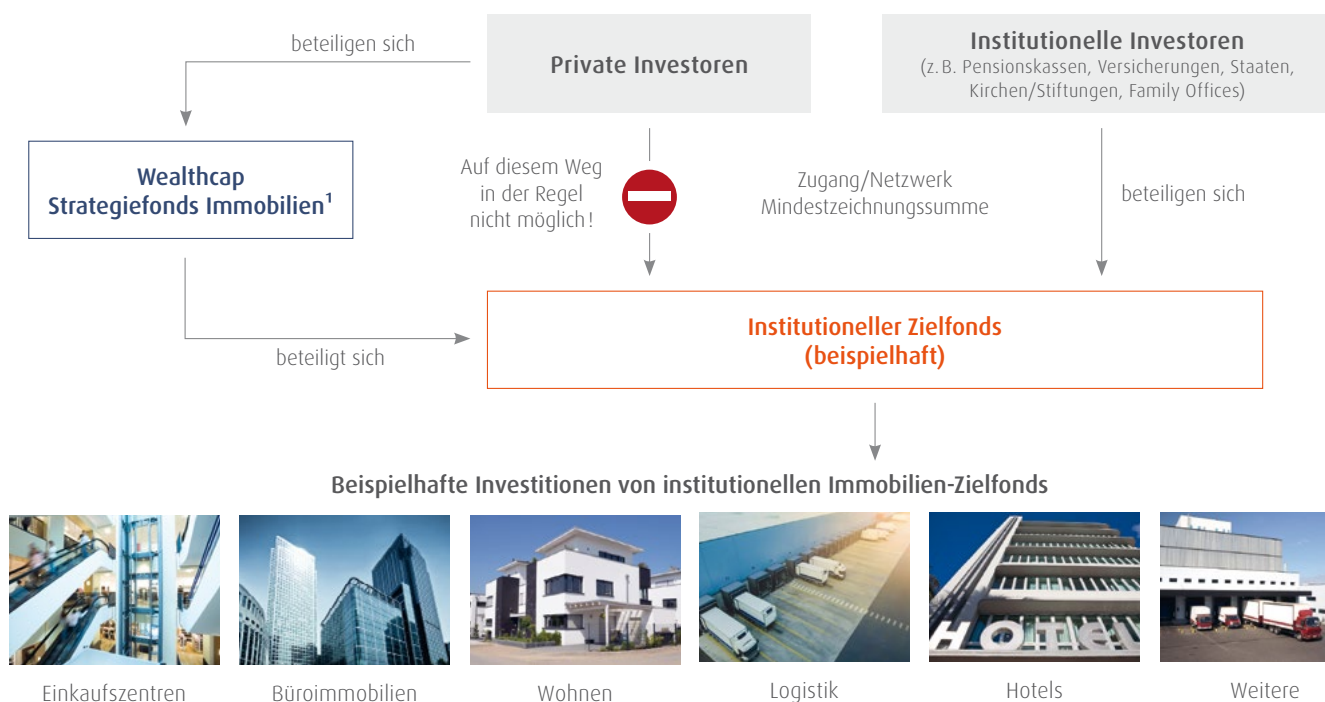 beteiligen sich
Private Investoren
Institutionelle Investoren
(z. B. Pensionskassen, Versicherungen, Staaten,
Kirchen/Stiftungen, Family Offices)
Wealthcap
Strategiefonds Immobilien¹
Auf diesem Weg
in der Regel
nicht möglich!
Zugang/Netzwerk
Mindestzeichnungssumme
beteiligen sich
Institutioneller Zielfonds
(beispielhaft)
beteiligt sich
Beispielhafte Investitionen von institutionellen Immobilien-Zielfonds
HOTEL
Einkaufszentren
Büroimmobilien
Wohnen
Logistik
Hotels
Weitere